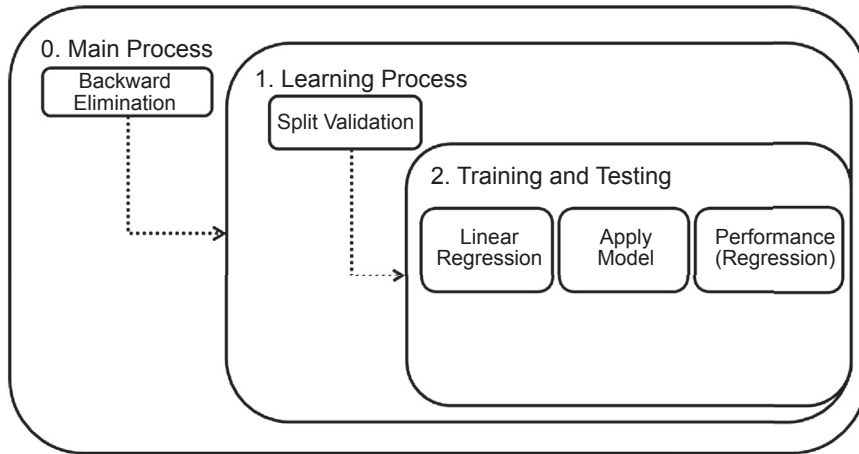 0. Main Process
Backward
Elimination
1. Learning Process
Split Validation
2. Training and Testing
Linear
Regression
Apply
Model
Performance
(Regression)